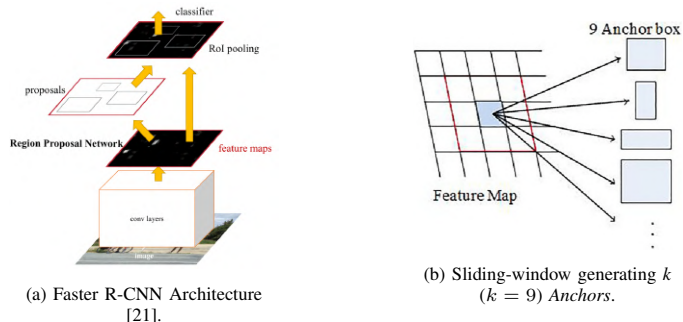 classifier
RoI pooling
proposals
Region Proposal Network
feature maps
conv layers
image
(a) Faster R-CNN Architecture
[21].
9 Anchor box
Feature Map
(b) Sliding-window generating k
(k = 9) Anchors.